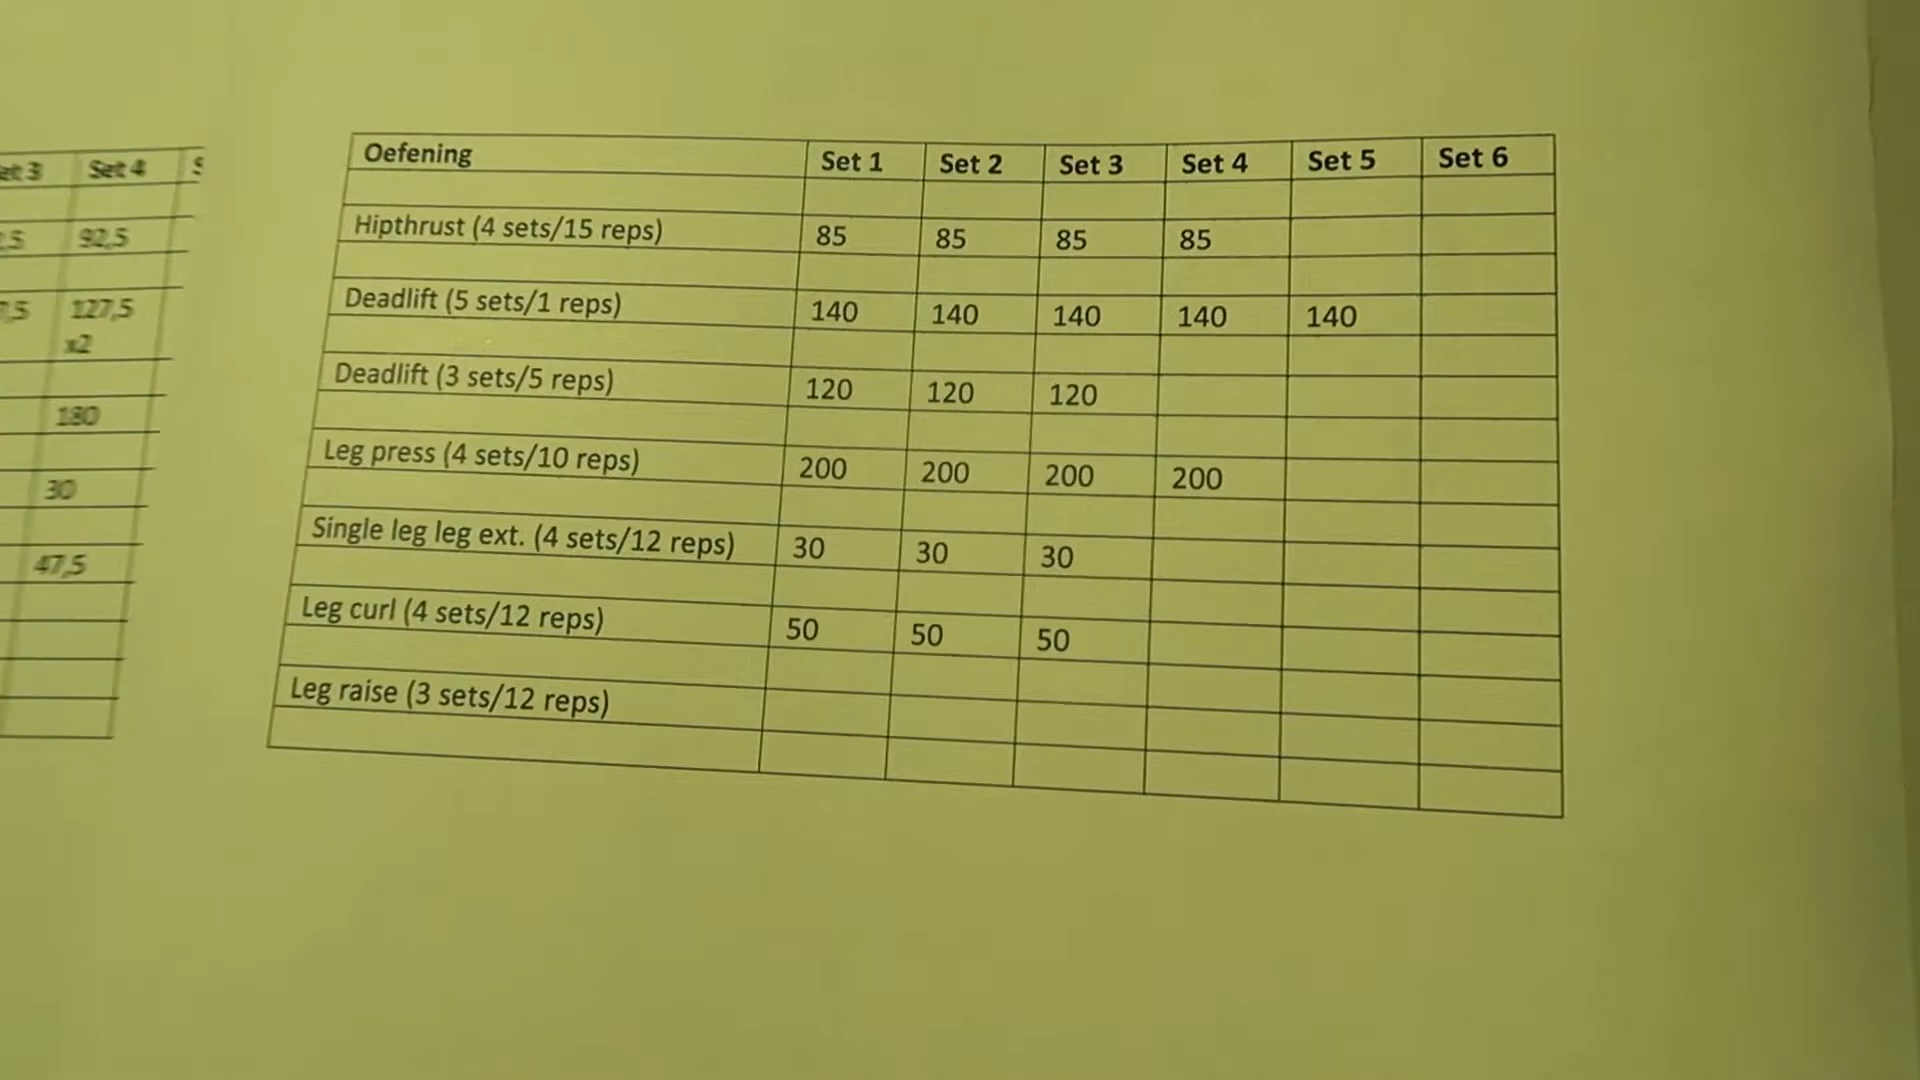 Set 4
92,5
127,5
x2
180
30
47,5
Oefening Set 1 Set 2 Set 3 Set 4 Set 5 Set 6
Hipthrust (4 sets/15 reps) 85 85 85 85
Deadlift (5 sets/1 reps) 140 140 140 140 140
Deadlift (3 sets/5 reps) 120 120 120
Leg press (4 sets/10 reps) 200 200 200 200
Single leg leg ext. (4 sets/12 reps) 30 30 30
Leg curl (4 sets/12 reps) 50 50 50
Leg raise (3 sets/12 reps)